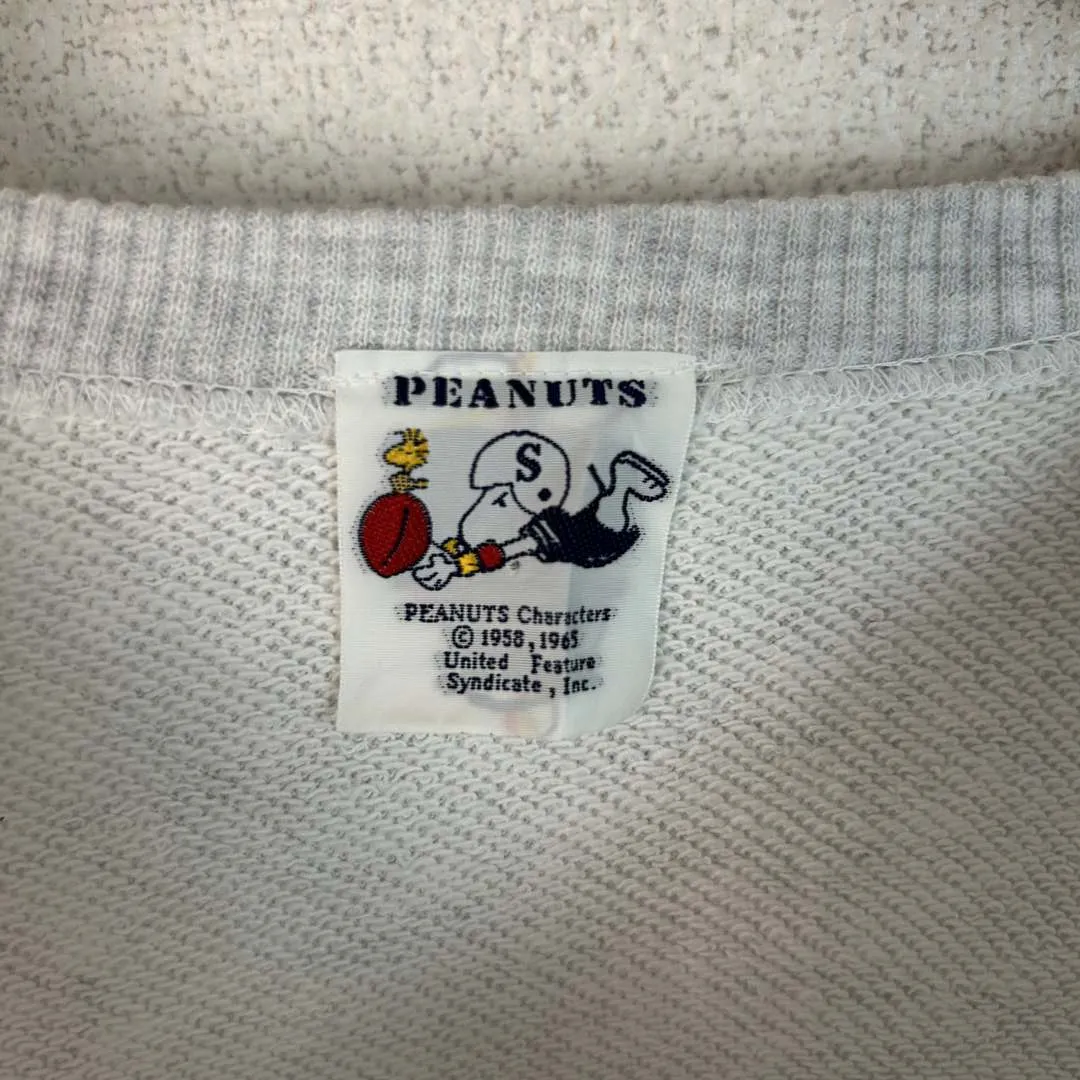 PEANUTS
S
PEANUTS Characters
© 1958, 1965
United Feature
Syndicate, Inc.